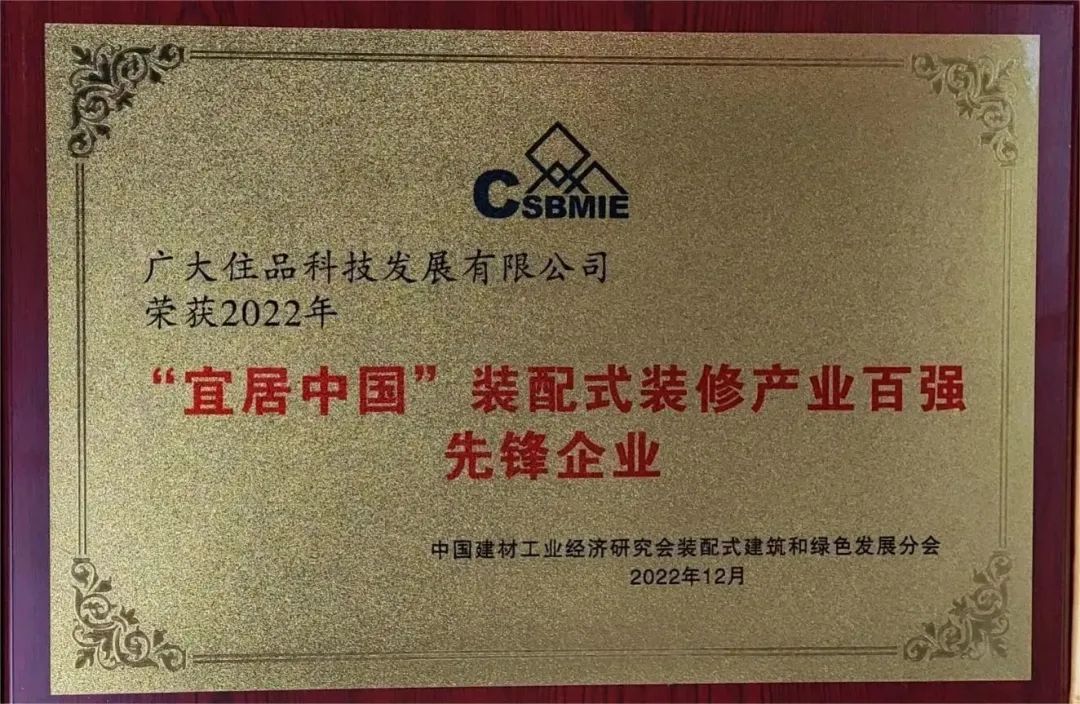 CSBMIE
广大住品科技发展有限公司
荣获2022年
“宜居中国”装配式装修产业百强
先锋企业
中国建材工业经济研究会装配式建筑和绿色发展分会
2022年12月